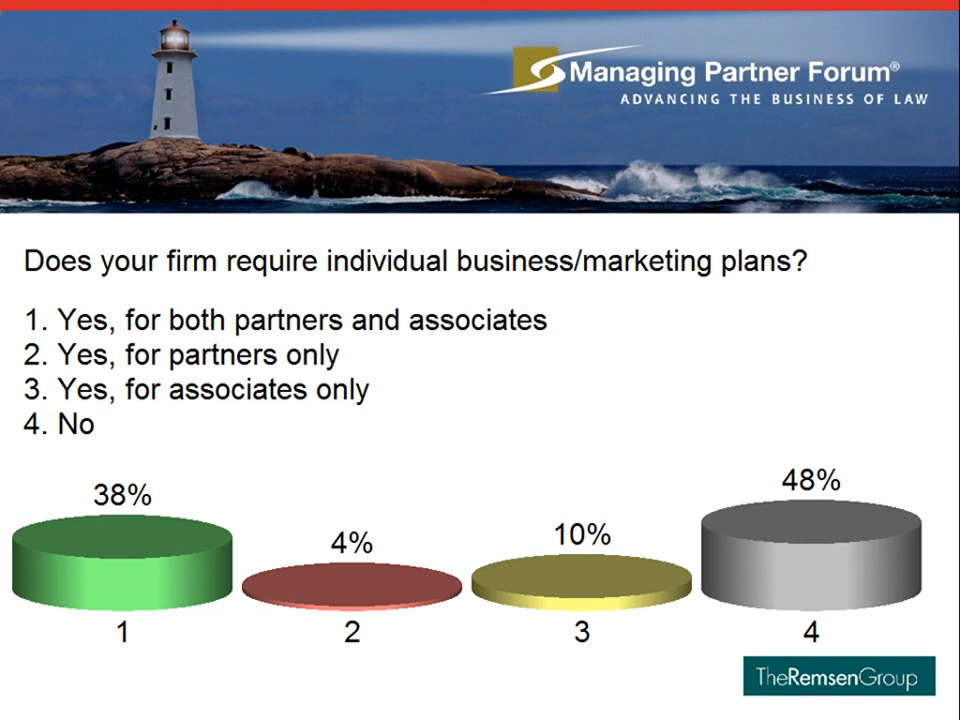 Managing Partner Forum®
ADVANCING THE BUSINESS OF LAW
Does your firm require individual business/marketing plans?
1. Yes, for both partners and associates
2. Yes, for partners only
3. Yes, for associates only
4. No
38%
4%
10%
48%
1
2
3
4
TheRemsenGroup